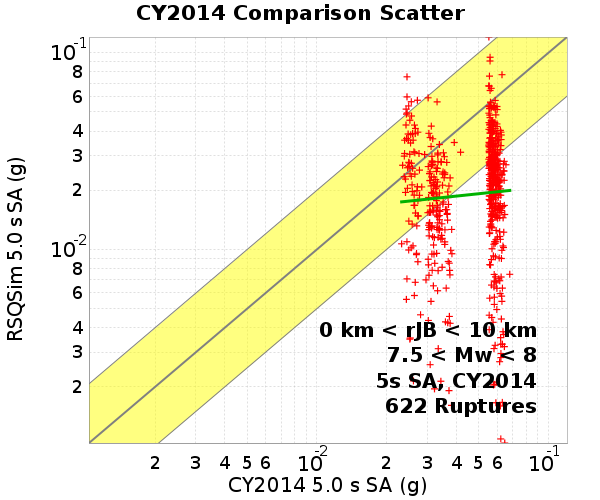 CY2014 Comparison Scatter
10-1
8
6
4
3
2
10-2
8
6
4
3
2
RSQSim 5.0 s SA (g)
0 km < rJB < 10 km
7.5 < Mw < 8
5s SA, CY2014
622 Ruptures
2 3 4 5 6 10-2 2 3 4 5 6 10-1
CY2014 5.0 s SA (g)